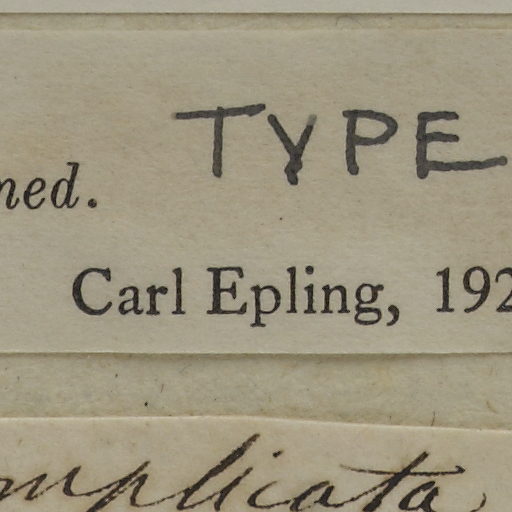 TYPE
ned.
Carl Epling, 192
mplicata